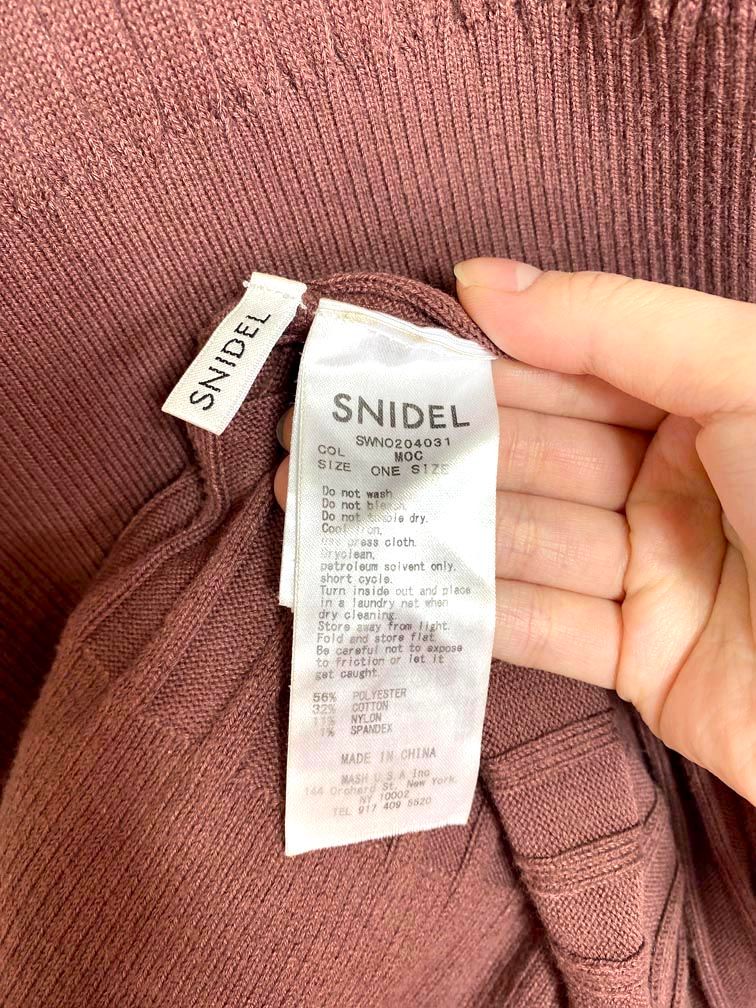 SNIDEL
SNIDEL
SWNO204031
COL MOC
SIZE ONE SIZE
Do not wash
Do not bleach.
Do not tumble dry.
Cool iron,
use press cloth.
Dryclean,
petroleum solvent only.
short cycle.
Turn inside out and place
in a laundry net when
dry cleaning.
Store away from light.
Fold and store flat
Be careful not to expose
to friction or let it
get caught.
56% POLYESTER
32% COTTON
11% NYLON
1% SPANDEX
MADE IN CHINA
MASH U.S.A Inc
144 Orchard St. New York.
NY 10002
TEL 917 409 5520